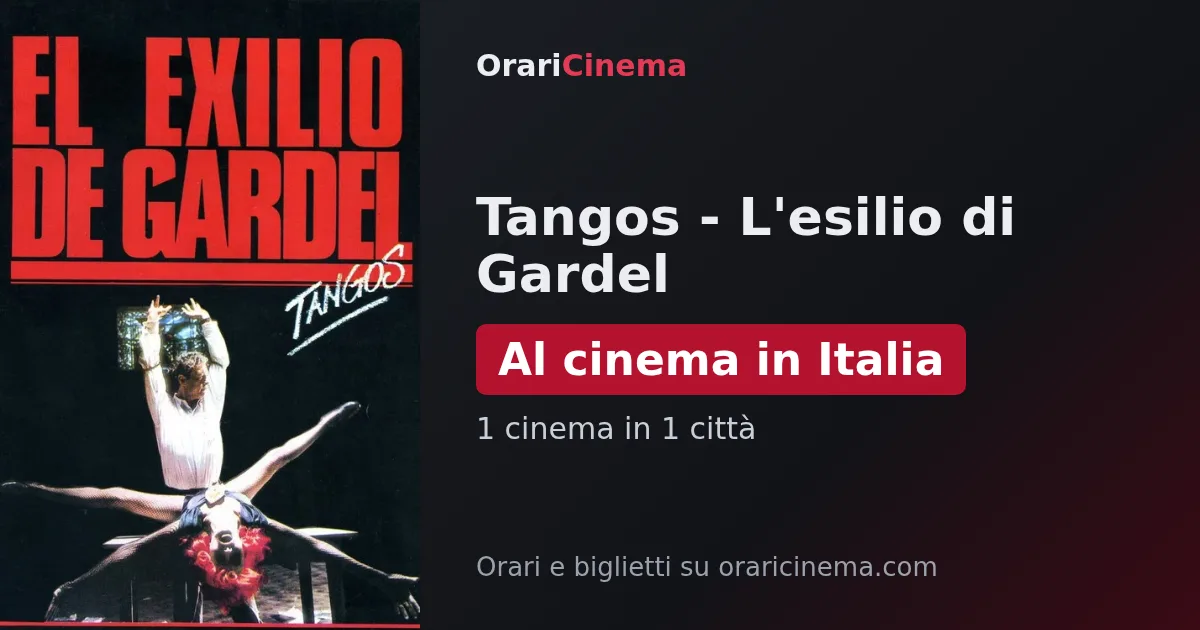 EL EXILIO
DE GARDEL
TANGOS
OrariCinema
Tangos - L'esilio di
Gardel
Al cinema in Italia
1 cinema in 1 città
Orari e biglietti su oraricinema.com